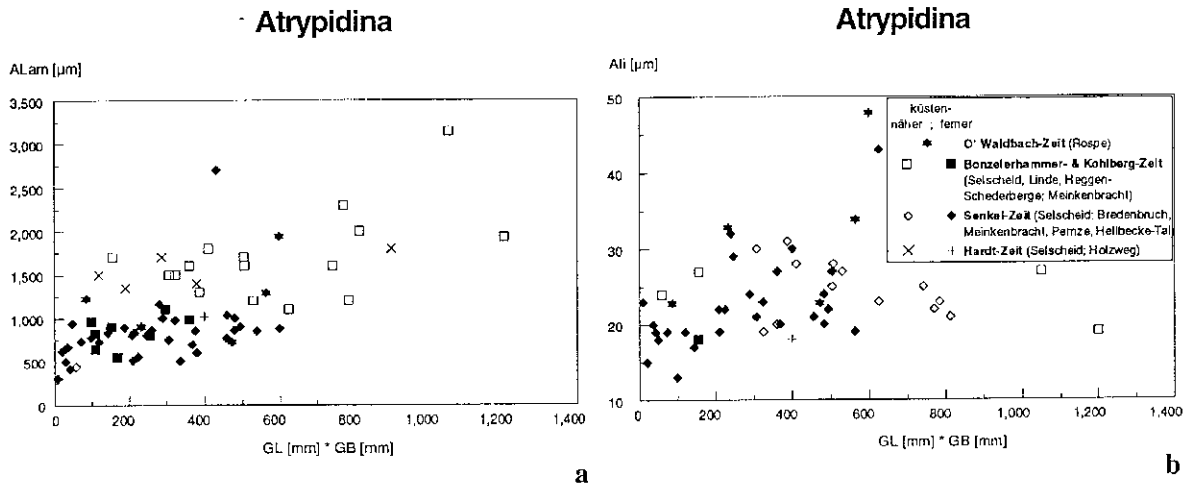 Atrypidina
ALam [µm]
3,500
3,000
2,500
2,000
1,500
1,000
500
0
0
200
400
600
800
1,000
1,200
1,400
GL [mm] * GB [mm]
a
Atrypidina
Ali [µm]
50
40
30
20
10
0
200
400
600
800
1,000
1,200
1,400
GL [mm] * GB [mm]
b
küsten-
näher ; ferner
O' Waldbach-Zeit (Rospe)
Bonzelerhammer- & Kohlberg-Zeit
(Selscheid, Linde, Heggen-
Schederberge; Meinkenbracht)
Senkel-Zeit (Selscheid; Bredenbruch,
Meinkenbracht, Pernze, Hellbecke-Tal)
Hardt-Zeit (Selscheid; Holzweg)